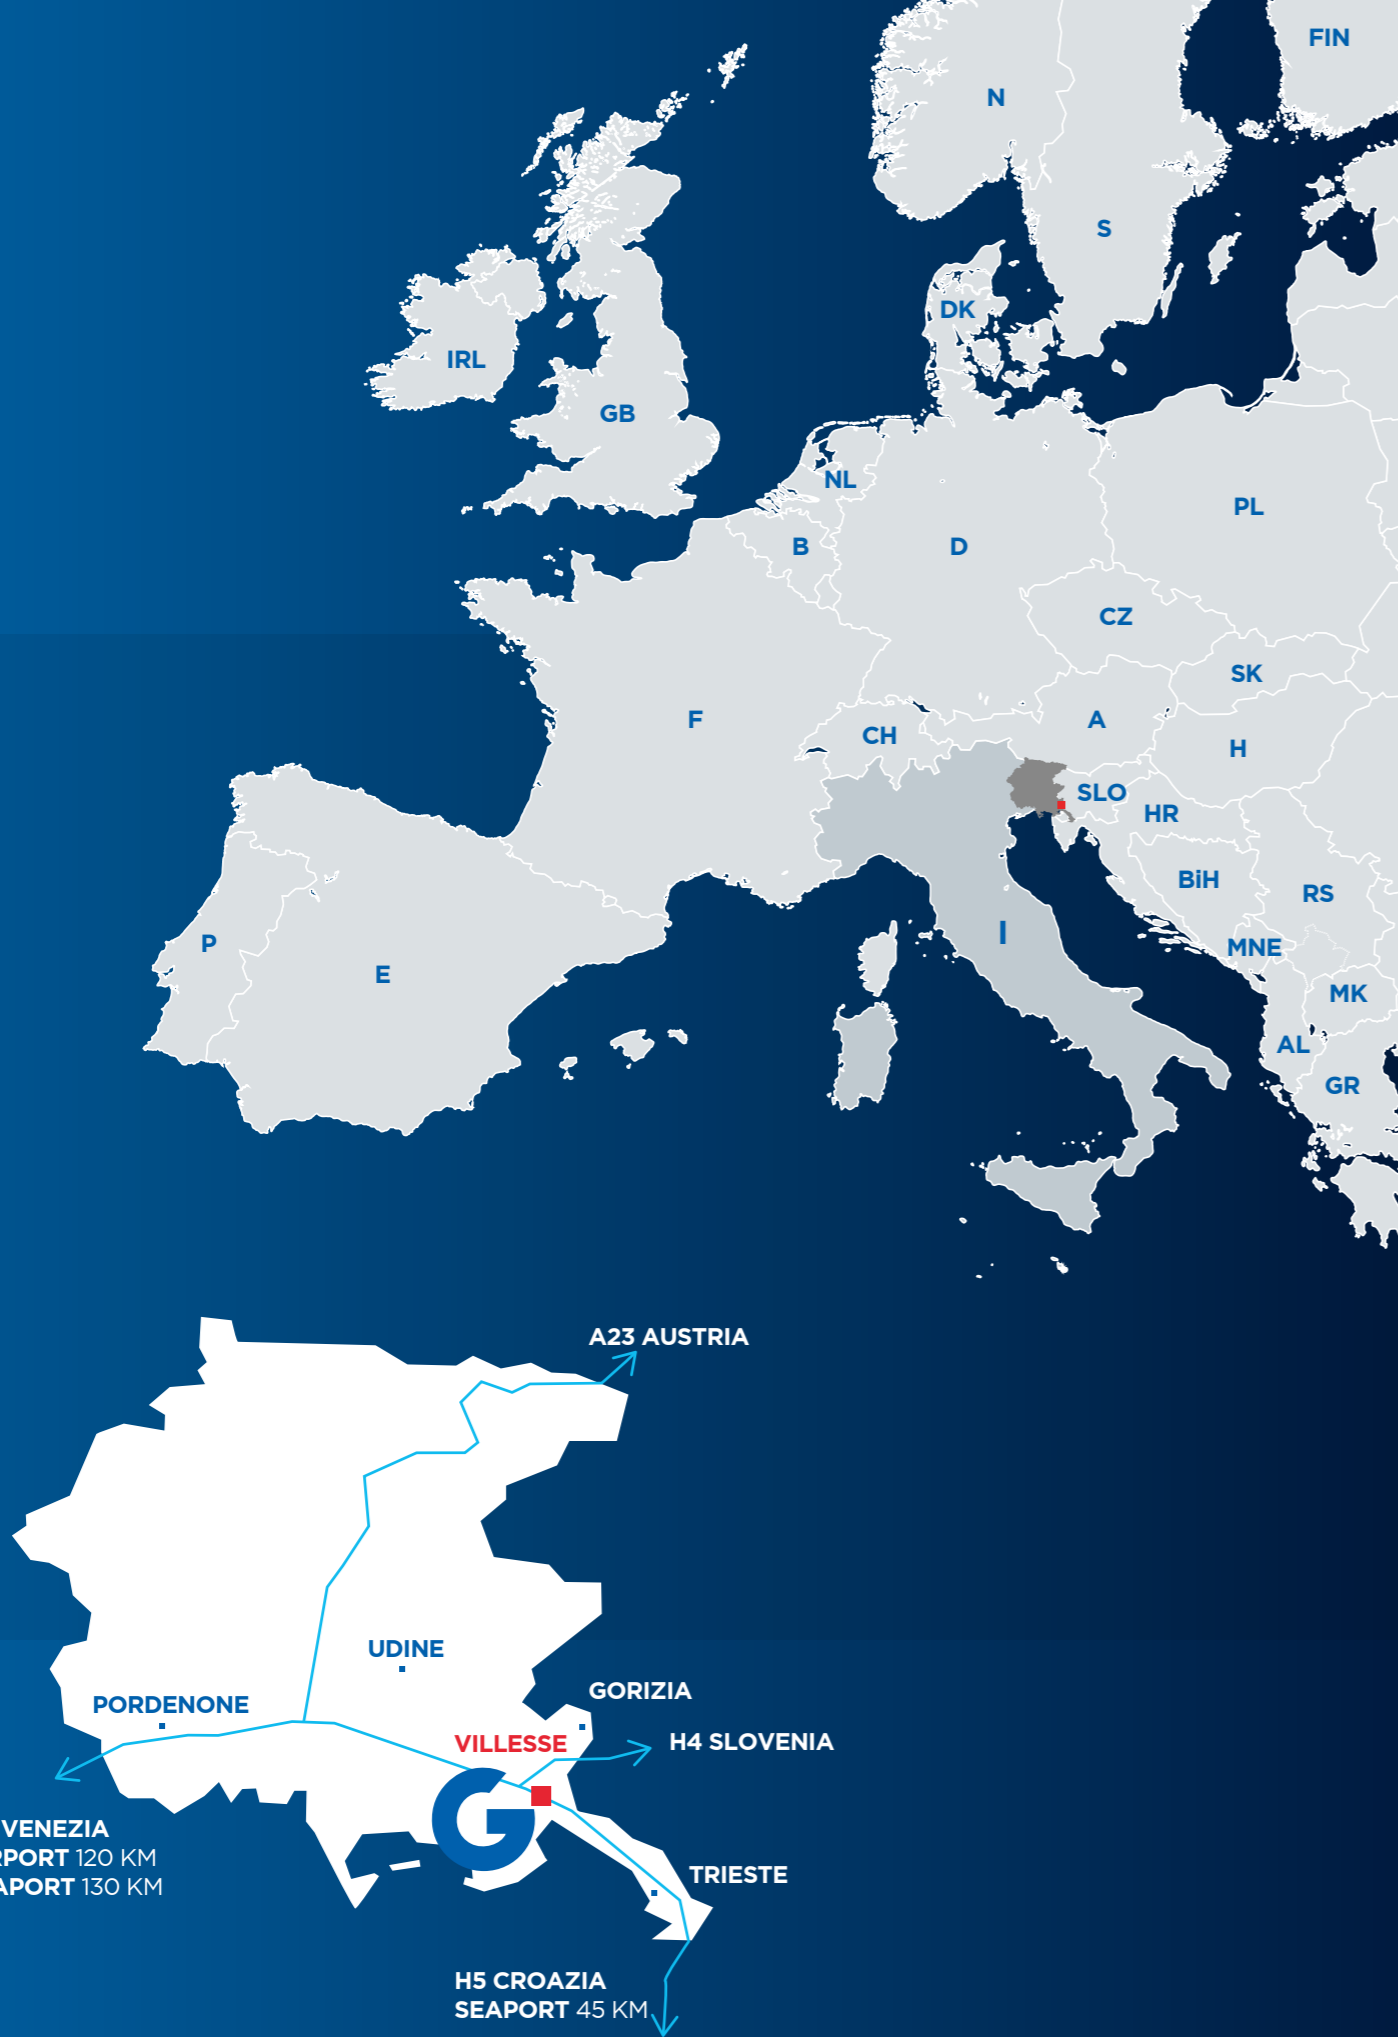 FIN
N
S
DK
IRL
GB
NL
PL
B
D
CZ
SK
F
A
CH
H
SLO
HR
BiH
RS
I
P
MNE
E
MK
AL
GR
A23 AUSTRIA
UDINE
GORIZIA
PORDENONE
VILLESSE
H4 SLOVENIA
G
VENEZIA
RPORT 120 KM
APORT 130 KM
TRIESTE
H5 CROAZIA
SEAPORT 45 KM